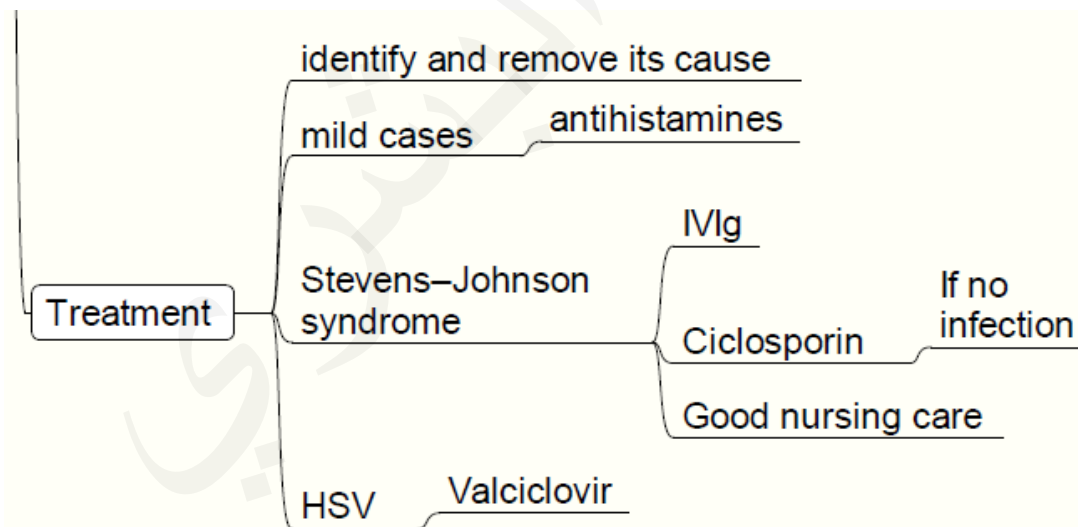 identify and remove its cause
mild cases
antihistamines
IVIg
Stevens–Johnson
syndrome
If no
infection
Treatment
Ciclosporin
Good nursing care
HSV
Valciclovir